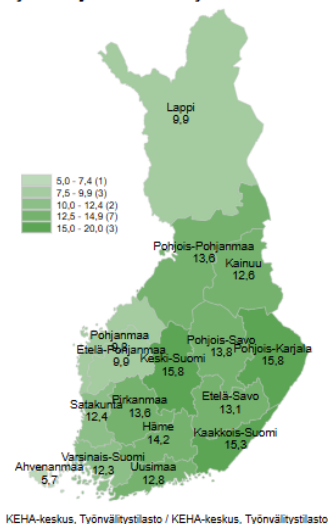 Lappi
9,9
5,0 - 7,4 (1)
7,5 - 9,9 (3)
10,0 - 12,4 (2)
12,5 - 14,9 (7)
15,0 - 20,0 (3)
Pohjois-Pohjanmaa
13,6
Kainuu
12,6
Pohjanmaa
Etelä-Pohjanmaa
9,9
Keski-Suomi
15,8
Pohjois-Savo
13,8
Pohjois-Karjala
15,8
Satakunta
12,4
Pirkanmaa
13,6
Etelä-Savo
13,1
Häme
14,2
Kaakkois-Suomi
15,3
Varsinais-Suomi
12,3
Uusimaa
12,8
Ahvenanmaa
5,7
KEHA-keskus, Työnvälitystilasto / KEHA-keskus, Työnvälitystilasto